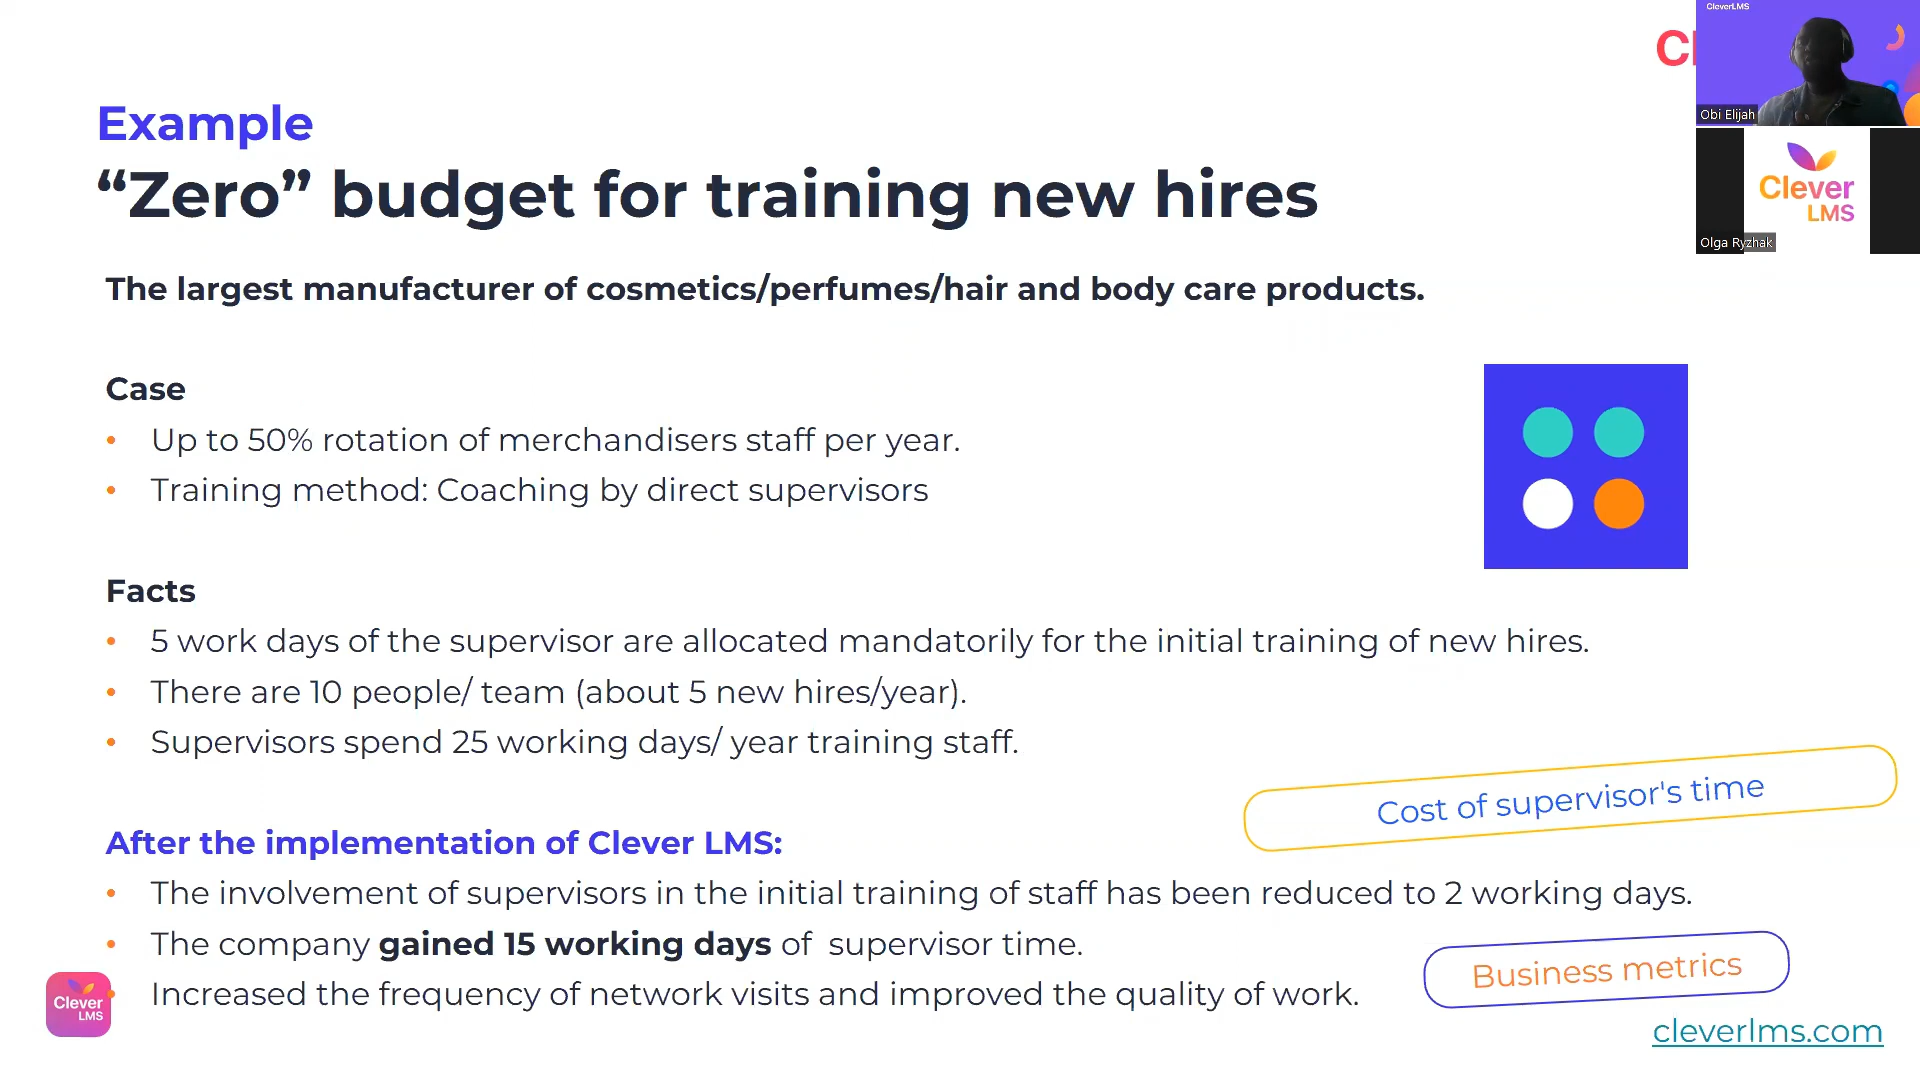 CleverLMS
Cl
Obi Elijah
Clever
LMS
Olga Ryzhak
Example
“Zero” budget for training new hires
The largest manufacturer of cosmetics/perfumes/hair and body care products.
Case
• Up to 50% rotation of merchandisers staff per year.
• Training method: Coaching by direct supervisors
Facts
• 5 work days of the supervisor are allocated mandatorily for the initial training of new hires.
• There are 10 people/ team (about 5 new hires/year).
• Supervisors spend 25 working days/ year training staff.
Cost of supervisor's time
After the implementation of Clever LMS:
• The involvement of supervisors in the initial training of staff has been reduced to 2 working days.
• The company gained 15 working days of  supervisor time.
• Increased the frequency of network visits and improved the quality of work.
Business metrics
Clever
LMS
cleverlms.com